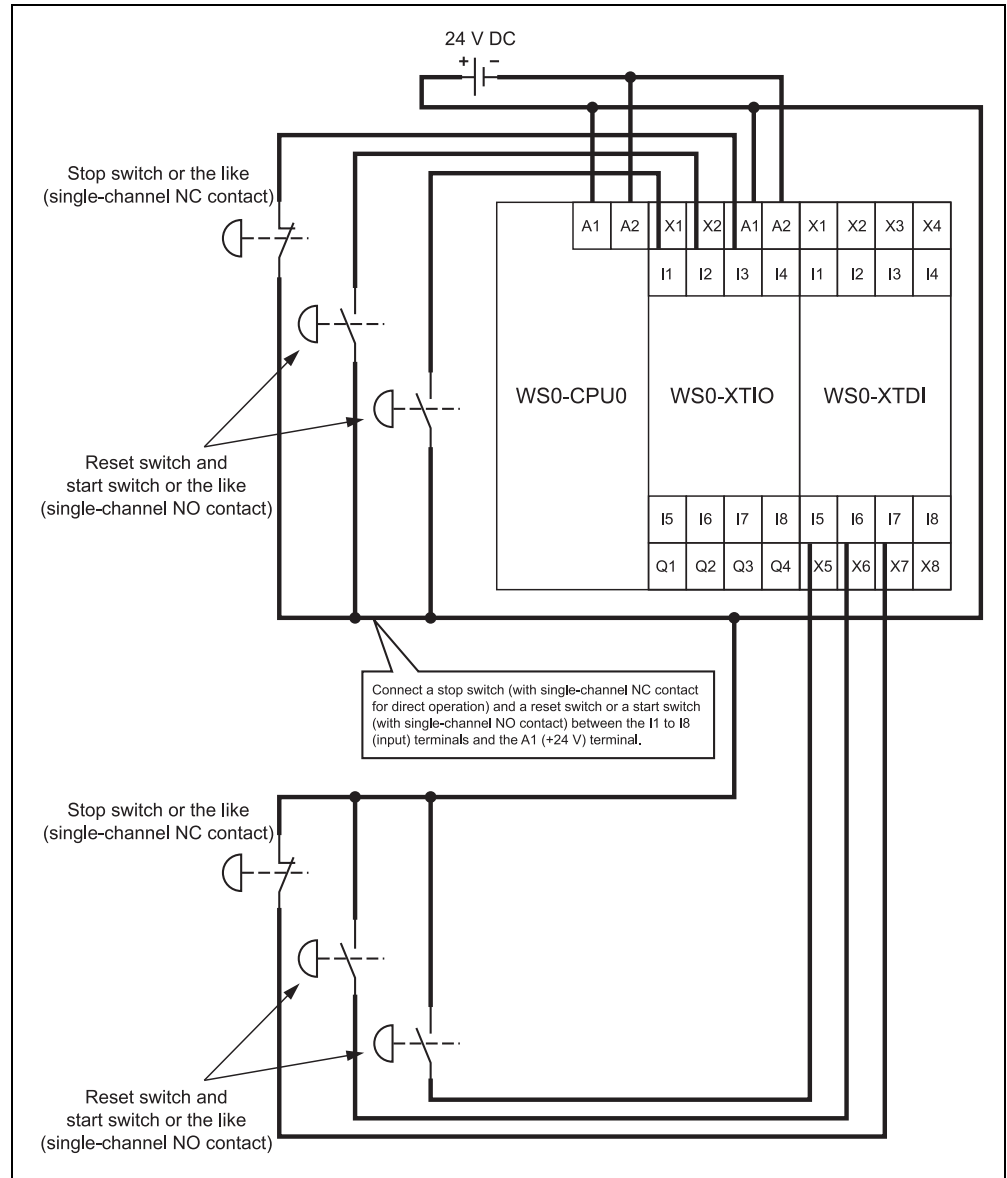 24 V DC
+ −
Stop switch or the like
(single-channel NC contact)
A1 A2 X1 X2 A1 A2 X1 X2 X3 X4
I1 I2 I3 I4 I1 I2 I3 I4
WS0-CPU0 WS0-XTIO WS0-XTDI
Reset switch and
start switch or the like
(single-channel NO contact)
I5 I6 I7 I8 I5 I6 I7 I8
Q1 Q2 Q3 Q4 X5 X6 X7 X8
Connect a stop switch (with single-channel NC contact
for direct operation) and a reset switch or a start switch
(with single-channel NO contact) between the I1 to I8
(input) terminals and the A1 (+24 V) terminal.
Stop switch or the like
(single-channel NC contact)
Reset switch and
start switch or the like
(single-channel NO contact)